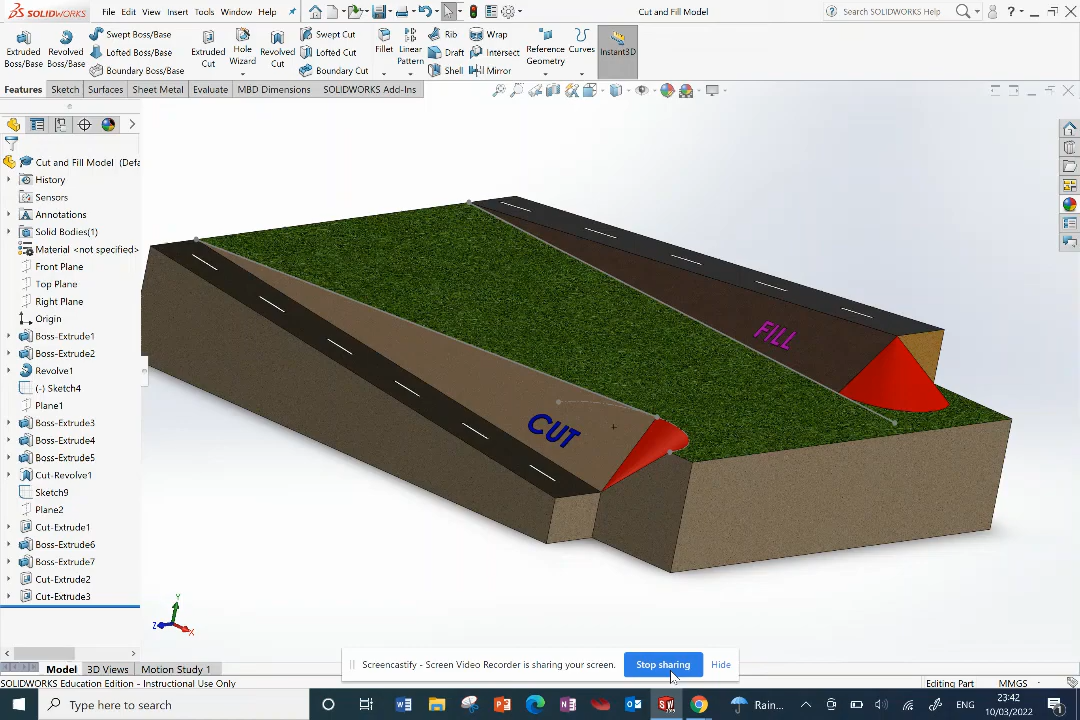 SOLIDWORKS File Edit View Insert Tools Window Help Cut and Fill Model Search SOLIDWORKS Help
Extruded Boss/Base
Revolved Boss/Base
Swept Boss/Base
Lofted Boss/Base
Boundary Boss/Base
Extruded Cut
Hole Wizard
Revolved Cut
Swept Cut
Lofted Cut
Boundary Cut
Fillet
Linear Pattern
Rib
Draft
Shell
Wrap
Intersect
Mirror
Reference Geometry
Curves
Instant3D
Features Sketch Surfaces Sheet Metal Evaluate MBD Dimensions SOLIDWORKS Add-Ins
Cut and Fill Model (Defa
History
Sensors
Annotations
Solid Bodies(1)
Material <not specified>
Front Plane
Top Plane
Right Plane
Origin
Boss-Extrude1
Boss-Extrude2
Revolve1
(-) Sketch4
Plane1
Boss-Extrude3
Boss-Extrude4
Boss-Extrude5
Cut-Revolve1
Sketch9
Plane2
Cut-Extrude1
Boss-Extrude6
Boss-Extrude7
Cut-Extrude2
Cut-Extrude3
FILL
CUT
Y
Z
X
Screencastify - Screen Video Recorder is sharing your screen. Stop sharing Hide
Model 3D Views Motion Study 1
SOLIDWORKS Education Edition - Instructional Use Only Editing Part MMGS
Type here to search Rain... 23:42
10/03/2022